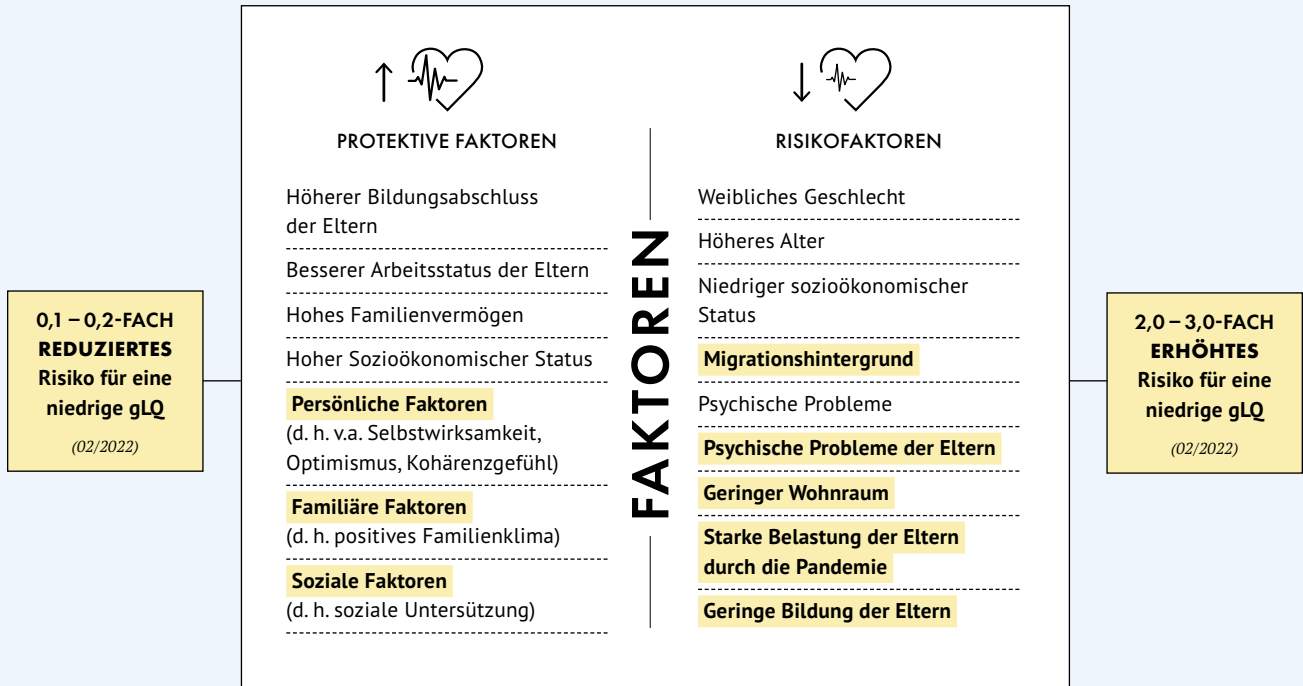 PROTEKTIVE FAKTOREN
Höherer Bildungsabschluss
der Eltern
Besserer Arbeitsstatus der Eltern
Hohes Familienvermögen
Hoher Sozioökonomischer Status
Persönliche Faktoren
(d. h. v.a. Selbstwirksamkeit,
Optimismus, Kohärenzgefühl)
Familiäre Faktoren
(d. h. positives Familienklima)
Soziale Faktoren
(d. h. soziale Untersützung)
FAKTOREN
RISIKOFAKTOREN
Weibliches Geschlecht
Höheres Alter
Niedriger sozioökonomischer
Status
Migrationshintergrund
Psychische Probleme
Psychische Probleme der Eltern
Geringer Wohnraum
Starke Belastung der Eltern
durch die Pandemie
Geringe Bildung der Eltern
0,1 – 0,2-FACH
REDUZIERTES
Risiko für eine
niedrige gLQ
(02/2022)
2,0 – 3,0-FACH
ERHÖHTES
Risiko für eine
niedrige gLQ
(02/2022)